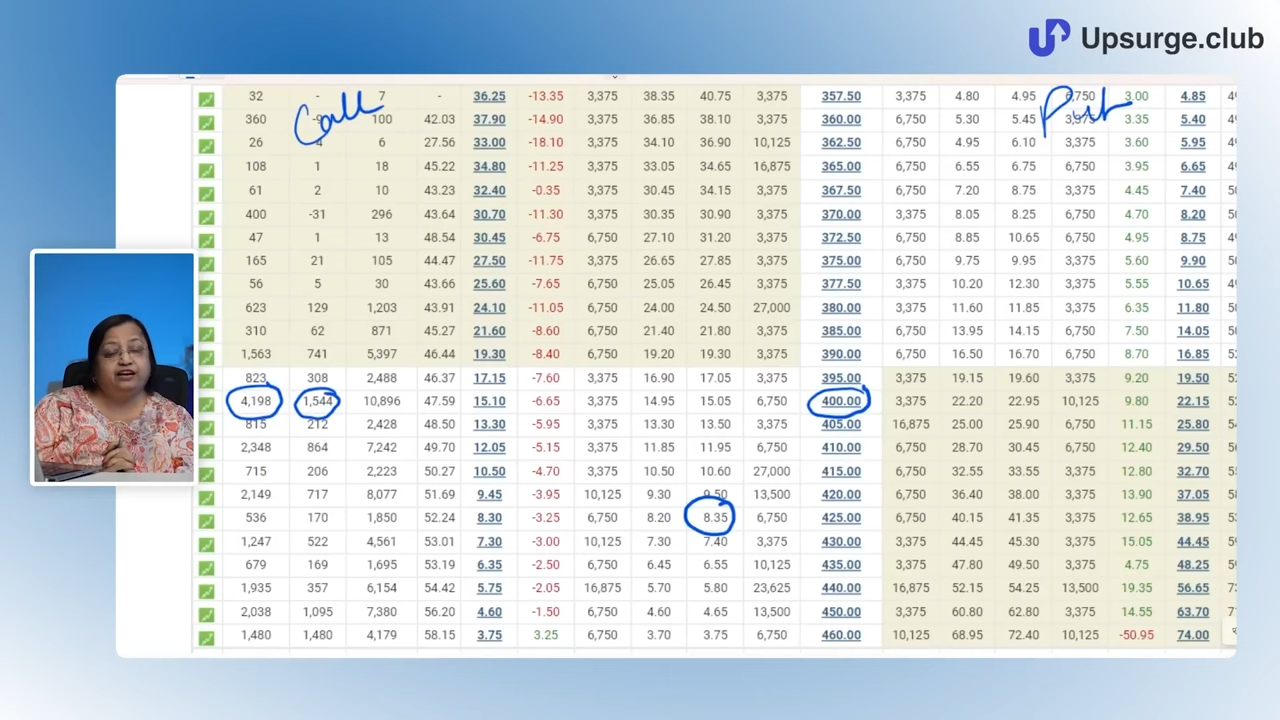 Upsurge.club
Call Put
32 - 7 - 36.25 -13.35 3,375 38.35 40.75 3,375 357.50 3,375 4.80 4.95 6,750 3.00 4.85
360 100 42.03 37.90 -14.90 3,375 36.85 38.10 3,375 360.00 6,750 5.30 5.45 3,375 3.35 5.40
26 4 6 27.56 33.00 -18.10 3,375 34.10 36.90 10,125 362.50 6,750 4.95 6.10 3,375 3.60 5.95
108 1 18 45.22 34.80 -11.25 3,375 33.05 34.65 16,875 365.00 6,750 6.55 6.75 3,375 3.95 6.65
61 2 10 43.23 32.40 -0.35 3,375 30.45 34.15 3,375 367.50 6,750 7.20 8.75 3,375 4.45 7.40
400 -31 296 43.64 30.70 -11.30 3,375 30.35 30.90 3,375 370.00 3,375 8.05 8.25 6,750 4.70 8.20
47 1 13 48.54 30.45 -6.75 6,750 27.10 31.20 3,375 372.50 6,750 8.85 10.65 6,750 4.95 8.75
165 21 105 44.47 27.50 -11.75 3,375 26.65 27.85 3,375 375.00 6,750 9.75 9.95 3,375 5.60 9.90
56 5 30 43.66 25.60 -7.65 6,750 25.05 26.45 3,375 377.50 3,375 10.20 12.30 6,750 5.55 10.65
623 129 1,203 43.91 24.10 -11.05 6,750 24.00 24.50 27,000 380.00 3,375 11.60 11.85 3,375 6.35 11.80
310 62 871 45.27 21.60 -8.60 6,750 21.40 21.80 3,375 385.00 6,750 13.95 14.15 6,750 7.50 14.05
1,563 741 5,397 46.44 19.30 -8.40 6,750 19.20 19.30 3,375 390.00 6,750 16.50 16.70 6,750 8.70 16.85
823 308 2,488 46.37 17.15 -7.60 3,375 16.90 17.05 3,375 395.00 3,375 19.15 19.60 3,375 9.20 19.50
4,198 1,544 10,896 47.59 15.10 -6.65 3,375 14.95 15.05 6,750 400.00 3,375 22.20 22.95 10,125 9.80 22.15
815 212 2,428 48.50 13.30 -5.95 3,375 13.30 13.50 3,375 405.00 16,875 25.00 25.90 6,750 11.15 25.80
2,348 864 7,242 49.70 12.05 -5.15 3,375 11.85 11.95 6,750 410.00 6,750 28.70 30.45 6,750 12.40 29.50
715 206 2,223 50.27 10.50 -4.70 3,375 10.50 10.60 27,000 415.00 6,750 32.55 33.55 3,375 12.80 32.70
2,149 717 8,077 51.69 9.45 -3.95 10,125 9.30 9.50 13,500 420.00 6,750 36.40 38.00 3,375 13.90 37.05
536 170 1,850 52.24 8.30 -3.25 6,750 8.20 8.35 6,750 425.00 6,750 40.15 41.35 3,375 12.65 38.95
1,247 522 4,561 53.01 7.30 -3.00 10,125 7.30 7.40 3,375 430.00 3,375 44.45 45.30 3,375 15.05 44.45
679 169 1,695 53.19 6.35 -2.50 6,750 6.45 6.55 10,125 435.00 3,375 47.80 49.50 3,375 4.75 48.25
1,935 357 6,154 54.42 5.75 -2.05 16,875 5.70 5.80 23,625 440.00 16,875 52.15 54.25 13,500 19.35 56.65
2,038 1,095 7,380 56.20 4.60 -1.50 6,750 4.60 4.65 13,500 450.00 3,375 60.80 62.80 3,375 14.55 63.70
1,480 1,480 4,179 58.15 3.75 3.25 6,750 3.70 3.75 6,750 460.00 10,125 68.95 72.40 10,125 -50.95 74.00